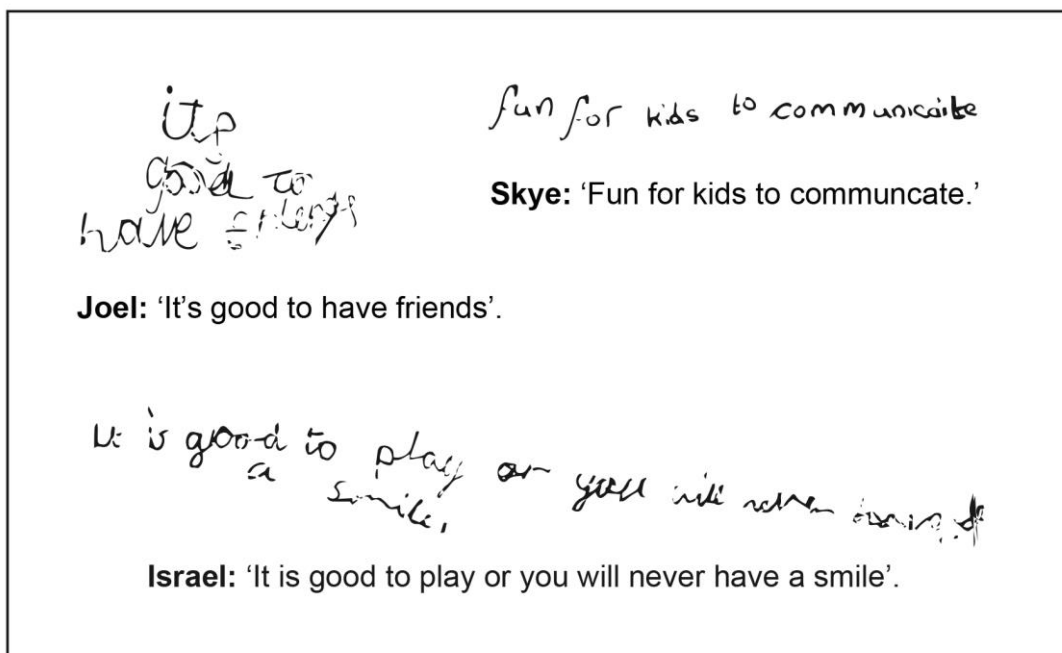 its
good to
have friends
fun for kids to communicaite
Skye: ‘Fun for kids to communcate.’
Joel: ‘It’s good to have friends’.
It is good to play or you will never
a smile,
Israel: ‘It is good to play or you will never have a smile’.